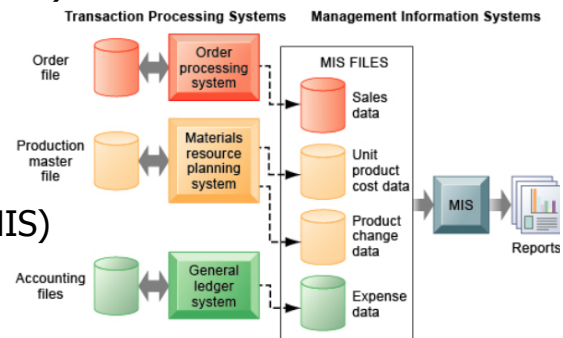 Transaction Processing Systems
Management Information Systems
Order
file
Order
processing
system
MIS FILES
Sales
data
Production
master
file
Materials
resource
planning
system
Unit
product
cost data
MIS
Reports
Product
change
data
MIS)
Accounting
files
General
ledger
system
Expense
data